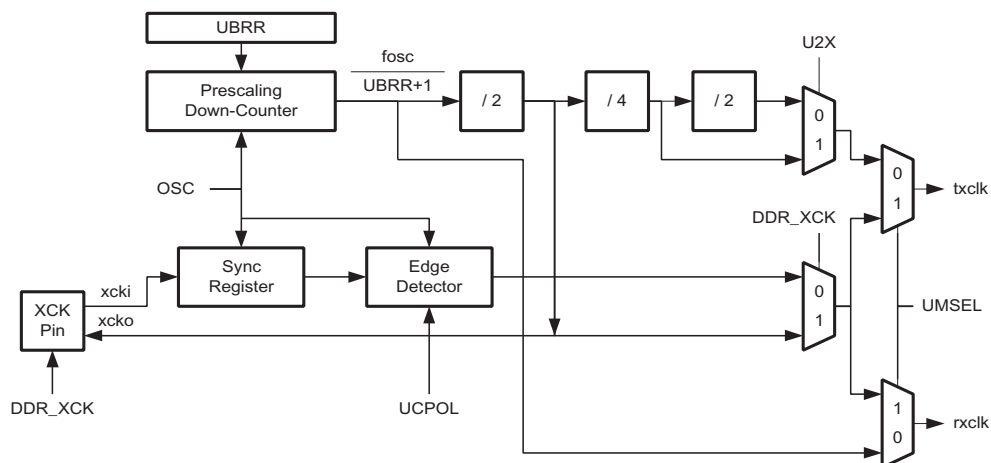 UBRR
U2X
fosc
UBRR+1
Prescaling
Down-Counter
/ 2
/ 4
/ 2
0
1
OSC
0
1
txclk
DDR_XCK
Sync
Register
Edge
Detector
xcki
0
1
XCK
Pin
xcko
UMSEL
DDR_XCK
UCPOL
1
0
rxclk